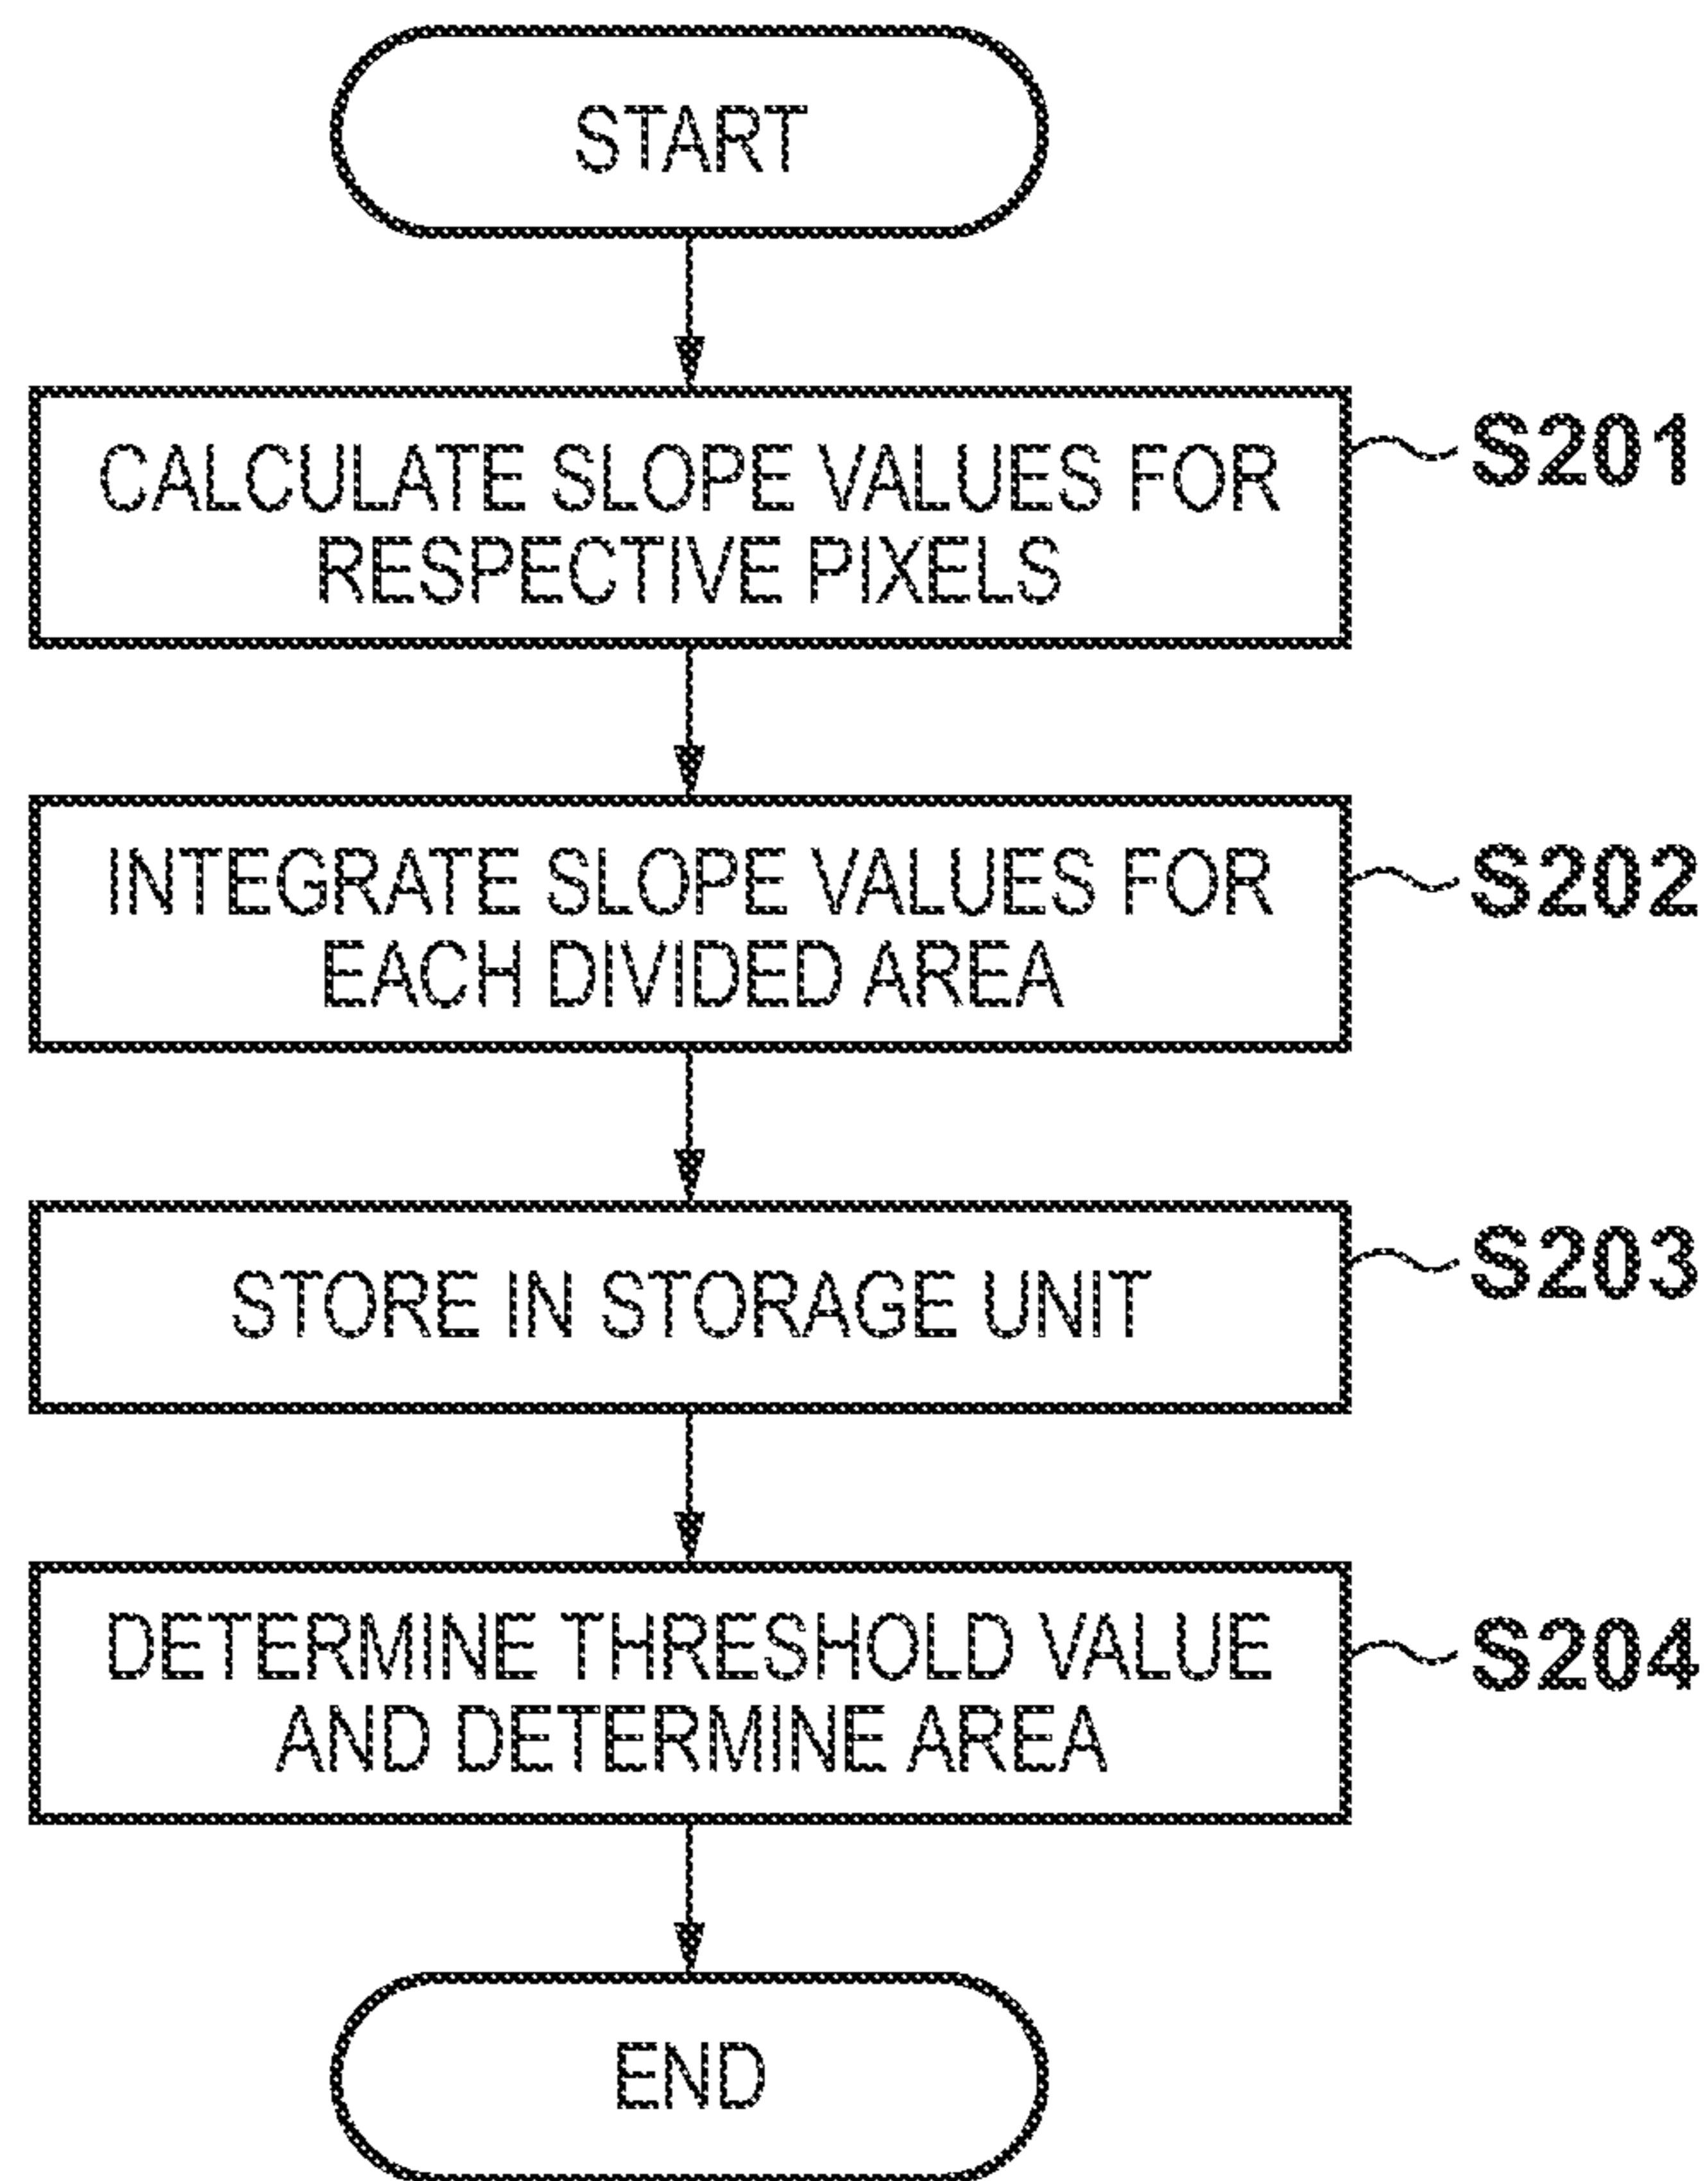 START
CALCULATE SLOPE VALUES FOR
RESPECTIVE PIXELS
S201
INTEGRATE SLOPE VALUES FOR
EACH DIVIDED AREA
S202
STORE IN STORAGE UNIT
S203
DETERMINE THRESHOLD VALUE
AND DETERMINE AREA
S204
END